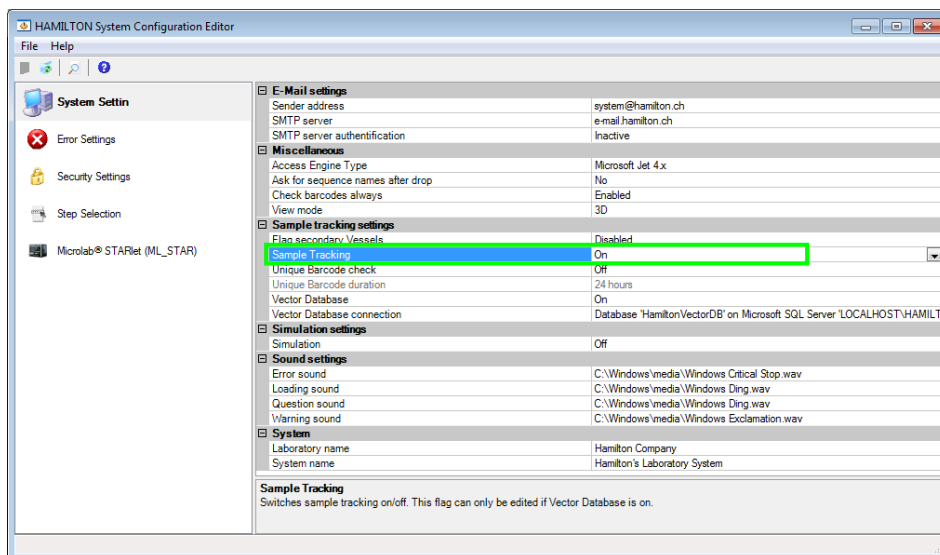 HAMILTON System Configuration Editor
File Help
System Settin
Error Settings
Security Settings
Step Selection
Microlab® STARlet (ML_STAR)
E-Mail settings
Sender address system@hamilton.ch
SMTP server e-mail.hamilton.ch
SMTP server authentification Inactive
Miscellaneous
Access Engine Type Microsoft Jet 4.x
Ask for sequence names after drop No
Check barcodes always Enabled
View mode 3D
Sample tracking settings
Flag secondary Vessels Disabled
Sample Tracking On
Unique Barcode check Off
Unique Barcode duration 24 hours
Vector Database On
Vector Database connection Database 'HamiltonVectorDB' on Microsoft SQL Server 'LOCALHOST\HAMILT
Simulation settings
Simulation Off
Sound settings
Error sound C:\Windows\media\Windows Critical Stop.wav
Loading sound C:\Windows\media\Windows Ding.wav
Question sound C:\Windows\media\Windows Ding.wav
Warning sound C:\Windows\media\Windows Exclamation.wav
System
Laboratory name Hamilton Company
System name Hamilton's Laboratory System
Sample Tracking
Switches sample tracking on/off. This flag can only be edited if Vector Database is on.